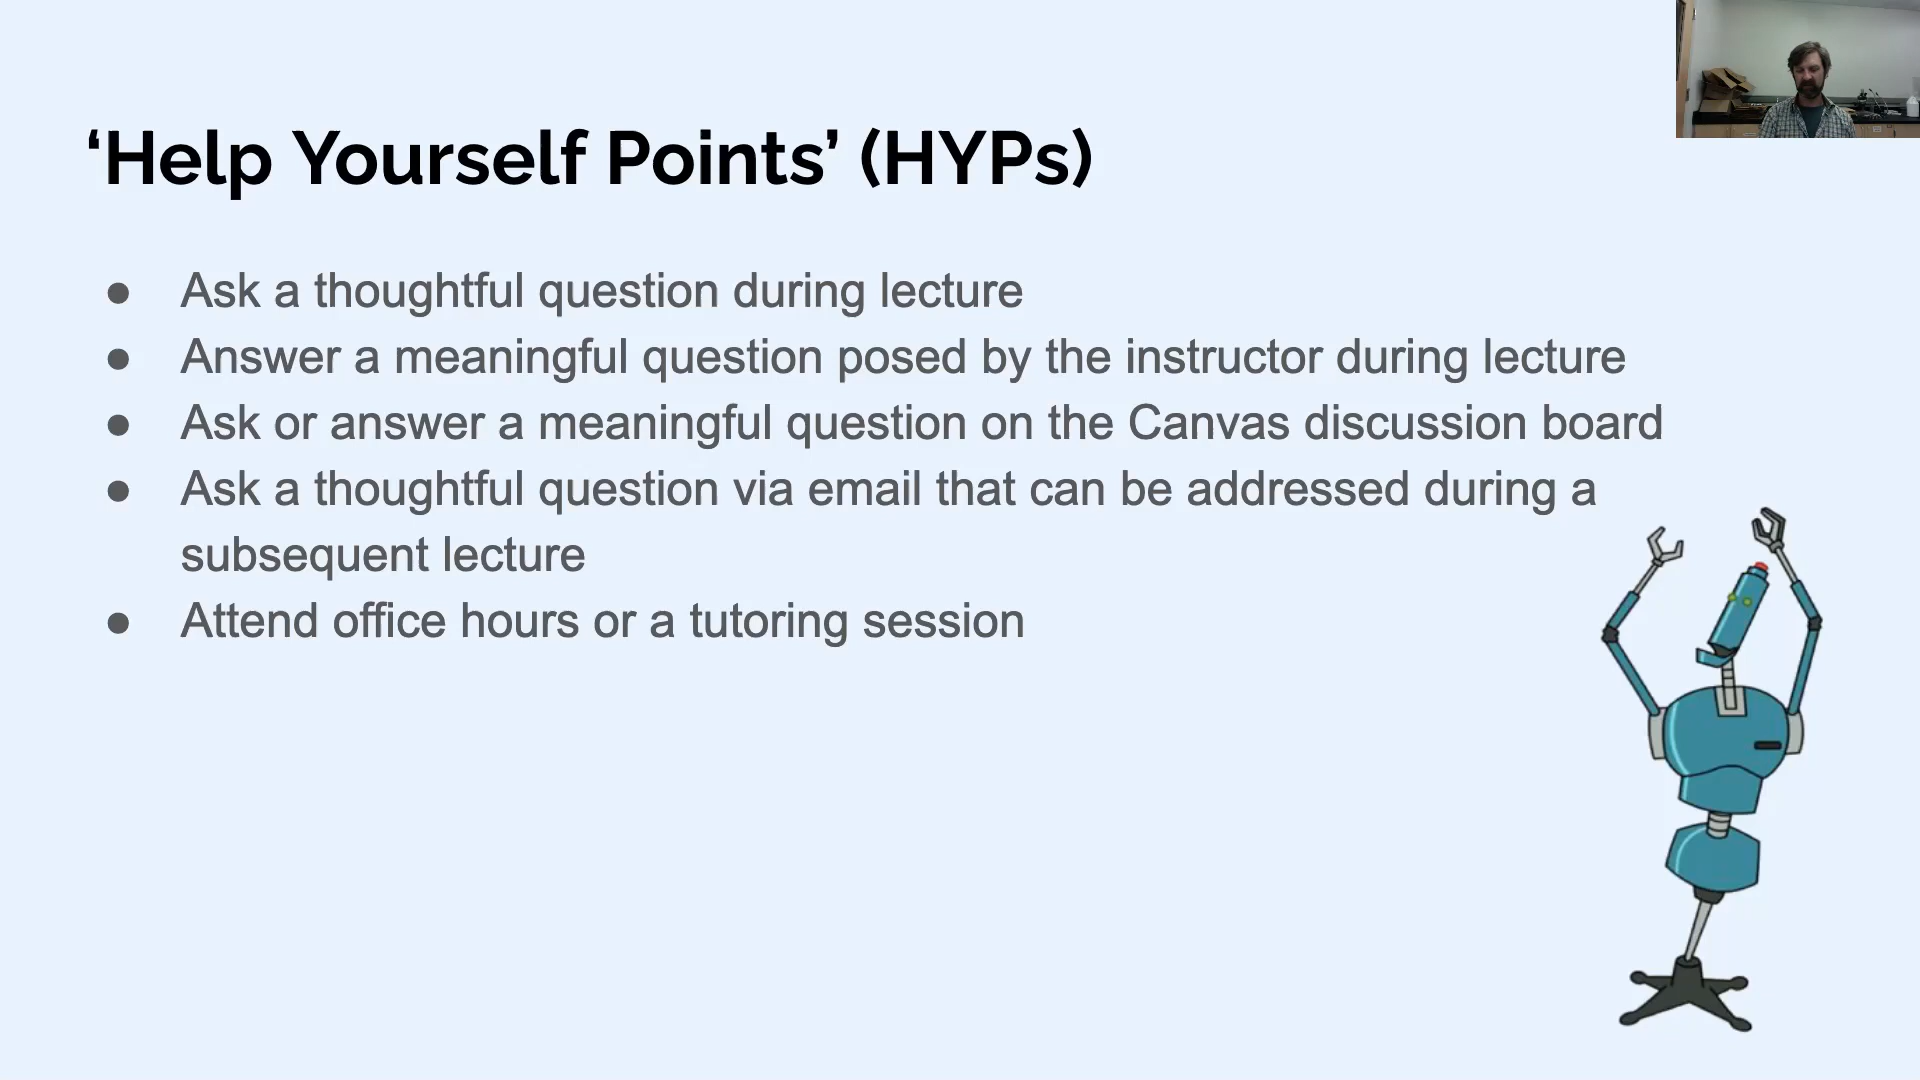 ‘Help Yourself Points’ (HYPs)
● Ask a thoughtful question during lecture
● Answer a meaningful question posed by the instructor during lecture
● Ask or answer a meaningful question on the Canvas discussion board
● Ask a thoughtful question via email that can be addressed during a
subsequent lecture
● Attend office hours or a tutoring session